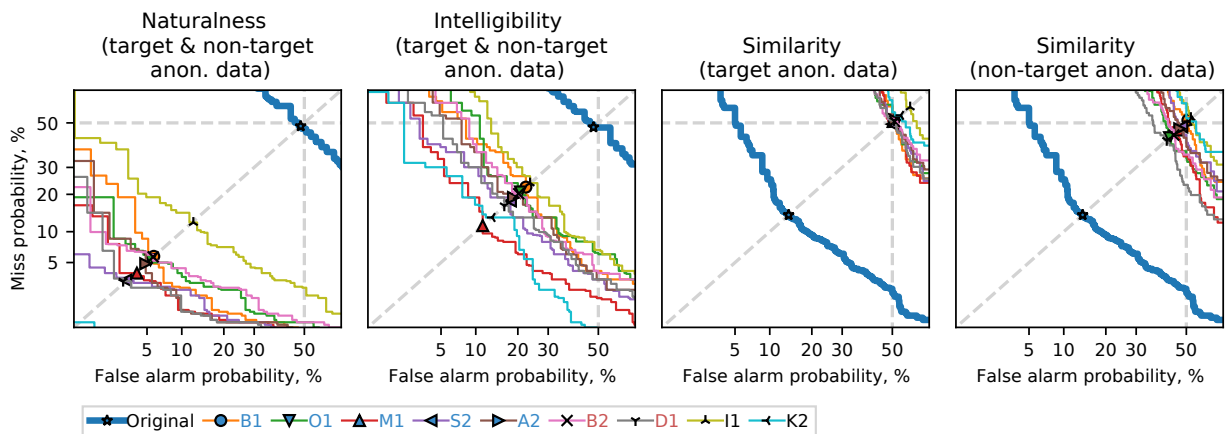 Naturalness
(target & non-target
anon. data)
Intelligibility
(target & non-target
anon. data)
Similarity
(target anon. data)
Similarity
(non-target anon. data)
Miss probability, %
50
30
20
10
5
5 10 20 30 50
5 10 20 30 50
5 10 20 30 50
5 10 20 30 50
False alarm probability, %
False alarm probability, %
False alarm probability, %
False alarm probability, %
Original B1 O1 M1 S2 A2 B2 D1 I1 K2